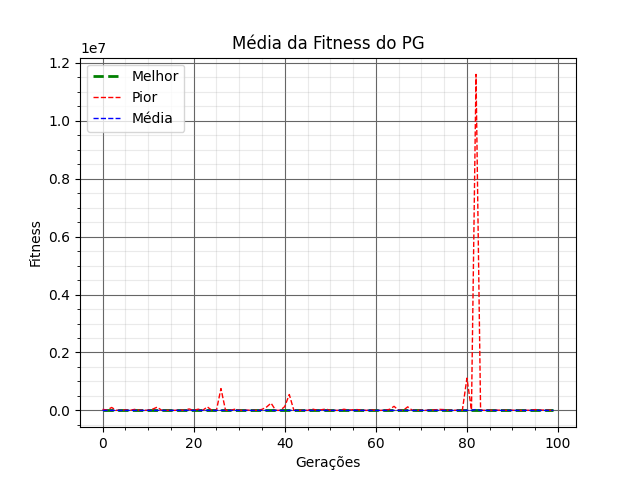 Média da Fitness do PG
1e7
Melhor
Pior
Média
1.2
1.0
0.8
0.6
0.4
0.2
0.0
Fitness
0 20 40 60 80 100
Gerações